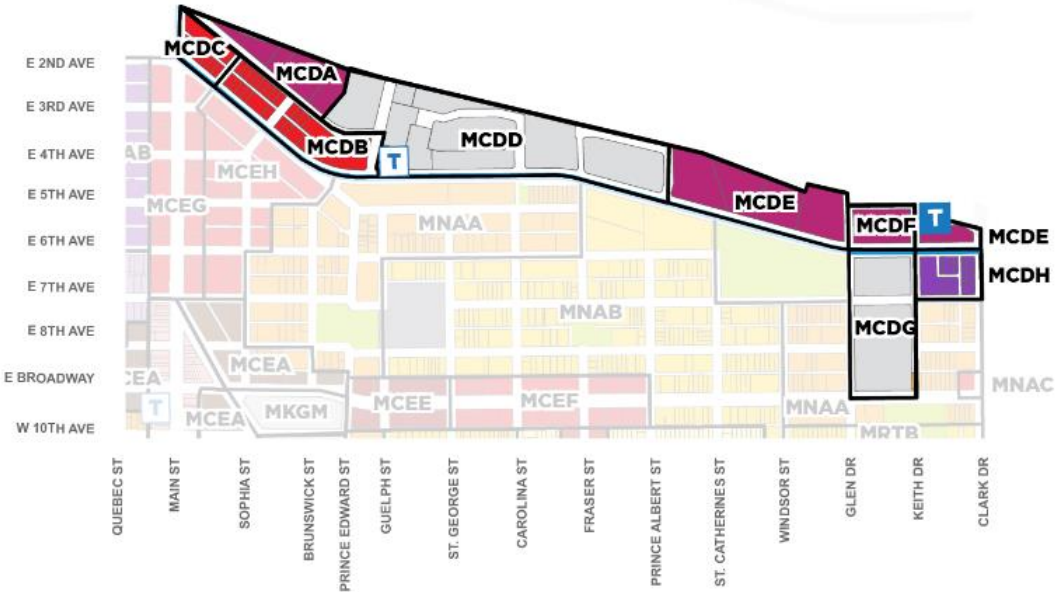 MCDC
E 2ND AVE
MCDA
E 3RD AVE
MCDD
MCDB
T
E 4TH AVE
AB
MCEH
E 5TH AVE
MCEG
MCDE
MNAA
MCDF
T
E 6TH AVE
MCDE
MCDH
E 7TH AVE
MNAB
E 8TH AVE
MCDG
MCEA
E BROADWAY
CEA
MNAC
MCEE
MCEF
MNAA
T
MCEA
MKGM
W 10TH AVE
MRTB
QUEBEC ST
MAIN ST
SOPHIA ST
BRUNSWICK ST
PRINCE EDWARD ST
GUELPH ST
ST. GEORGE ST
CAROLINA ST
FRASER ST
PRINCE ALBERT ST
ST. CATHERINES ST
WINDSOR ST
GLEN DR
KEITH DR
CLARK DR